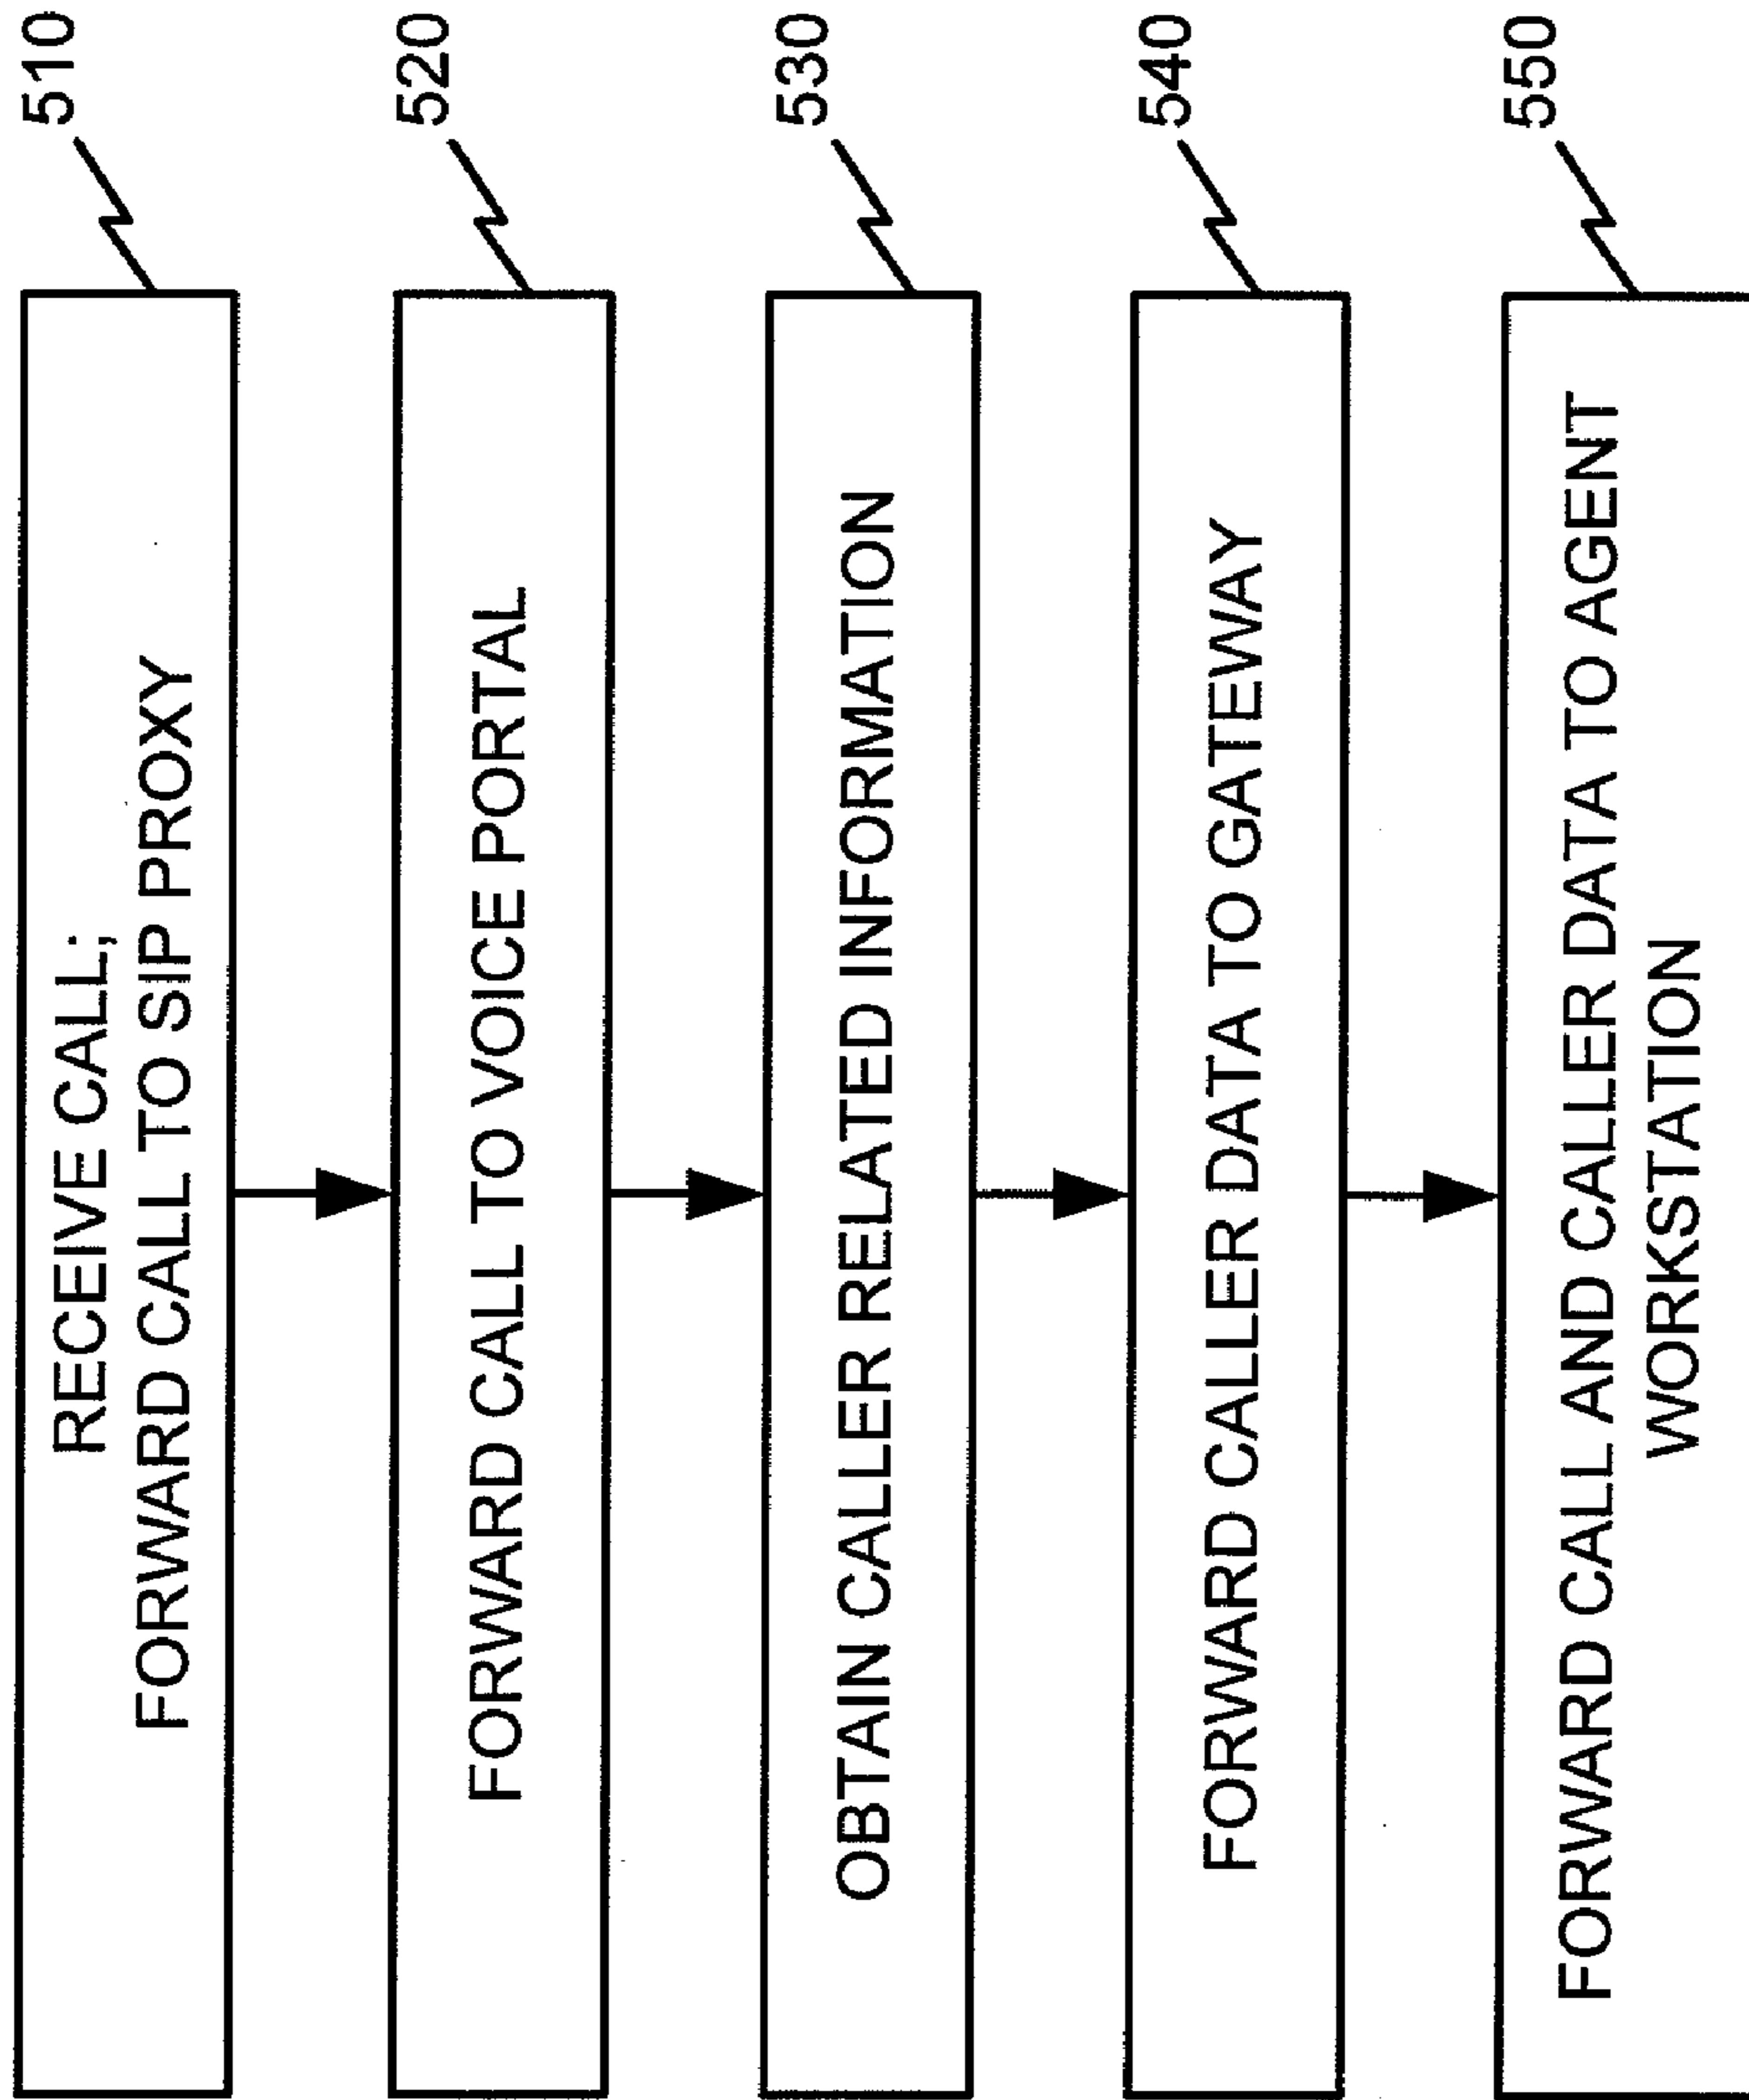 RECEIVE CALL;
FORWARD CALL TO SIP PROXY
510
FORWARD CALL TO VOICE PORTAL
520
OBTAIN CALLER RELATED INFORMATION
530
FORWARD CALLER DATA TO GATEWAY
540
FORWARD CALL AND CALLER DATA TO AGENT
WORKSTATION
550